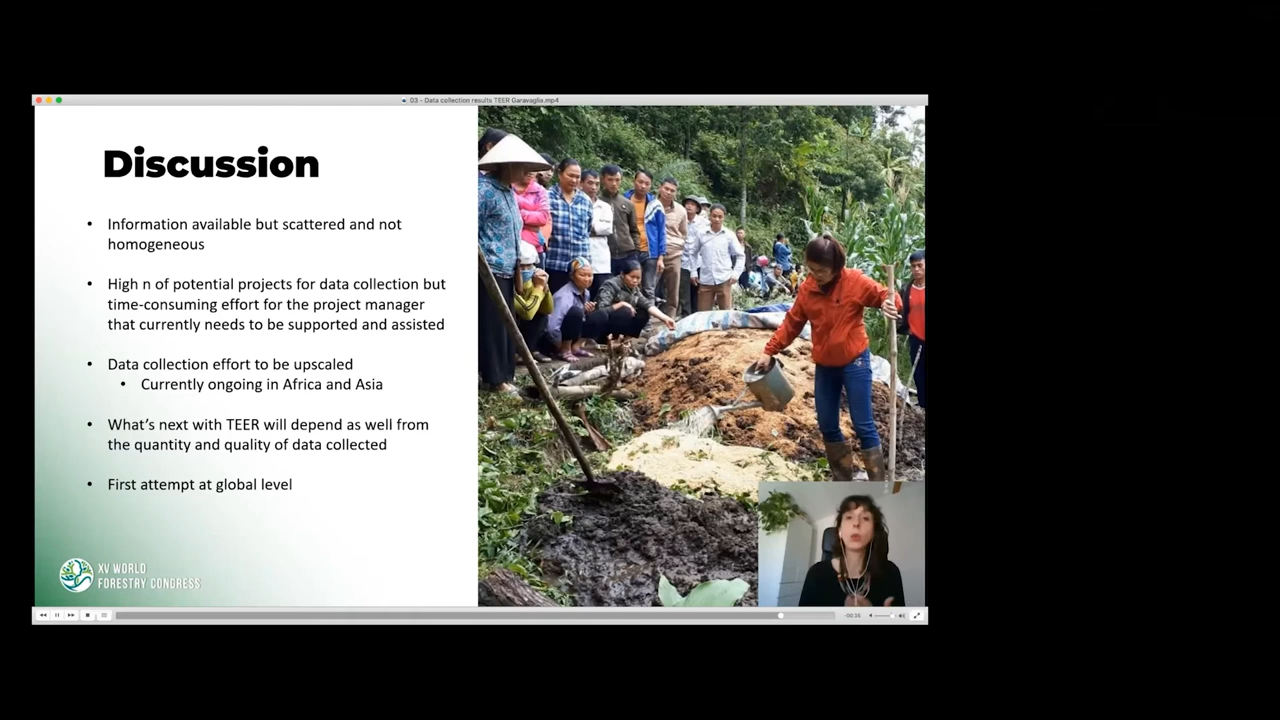 03 - Data collection results TEER Garavaglia.mp4
Discussion
• Information available but scattered and not
homogeneous
• High n of potential projects for data collection but
time-consuming effort for the project manager
that currently needs to be supported and assisted
• Data collection effort to be upscaled
• Currently ongoing in Africa and Asia
• What's next with TEER will depend as well from
the quantity and quality of data collected
• First attempt at global level
XV WORLD
FORESTRY CONGRESS
-00:36